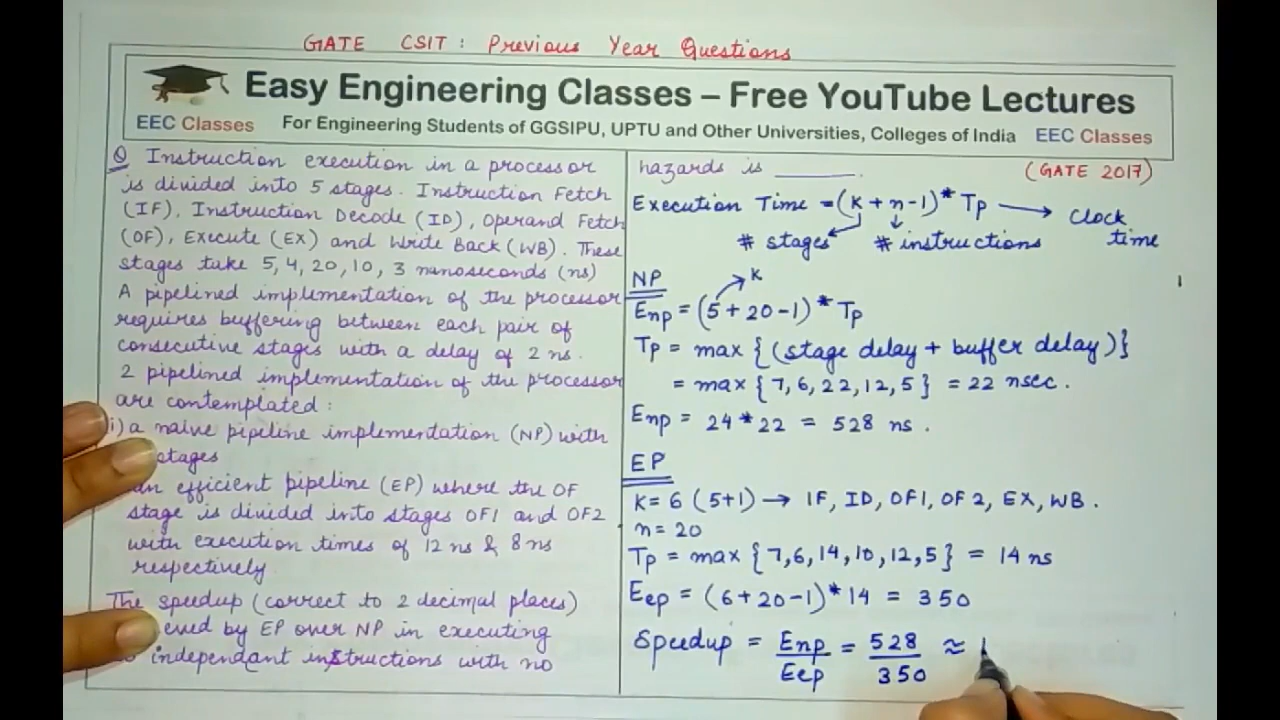 GATE CSIT : Previous Year Questions
Easy Engineering Classes – Free YouTube Lectures
EEC Classes For Engineering Students of GGSIPU, UPTU and Other Universities, Colleges of India EEC Classes
Q Instruction execution in a processor
is divided into 5 stages. Instruction Fetch
(IF), Instruction Decode (ID), Operand Fetch
(OF), Execute (EX) and Write Back (WB). These
stages take 5, 4, 20, 10, 3 nanoseconds (ns)
A pipelined implmentation of the processor
requires buffering between each pair of
consecutive stages with a delay of 2 ns.
2 pipelined implementation of the processor
are contemplated :
i) a naive pipeline implementation (NP) with
stages
an efficient pipeline (EP) where the OF
stage is divided into stages OF1 and OF2
with execution times of 12 ns & 8 ns
respectively
The speedup (correct to 2 decimal places)
eved by EP over NP in executing
independant instructions with no
hazards is ______. (GATE 2017)
Execution Time = (K + n - 1) * Tp → Clock time
# stages # instructions
NP K
Enp = (5 + 20 - 1) * Tp
Tp = max {(stage delay + buffer delay)}
= max {7, 6, 22, 12, 5} = 22 nsec.
Enp = 24 * 22 = 528 ns.
EP
K = 6 (5+1) → IF, ID, OF1, OF2, EX, WB.
n = 20
Tp = max {7, 6, 14, 10, 12, 5} = 14 ns
Eep = (6 + 20 - 1) * 14 = 350
Speedup = Enp / Eep = 528 / 350 ≈ 1